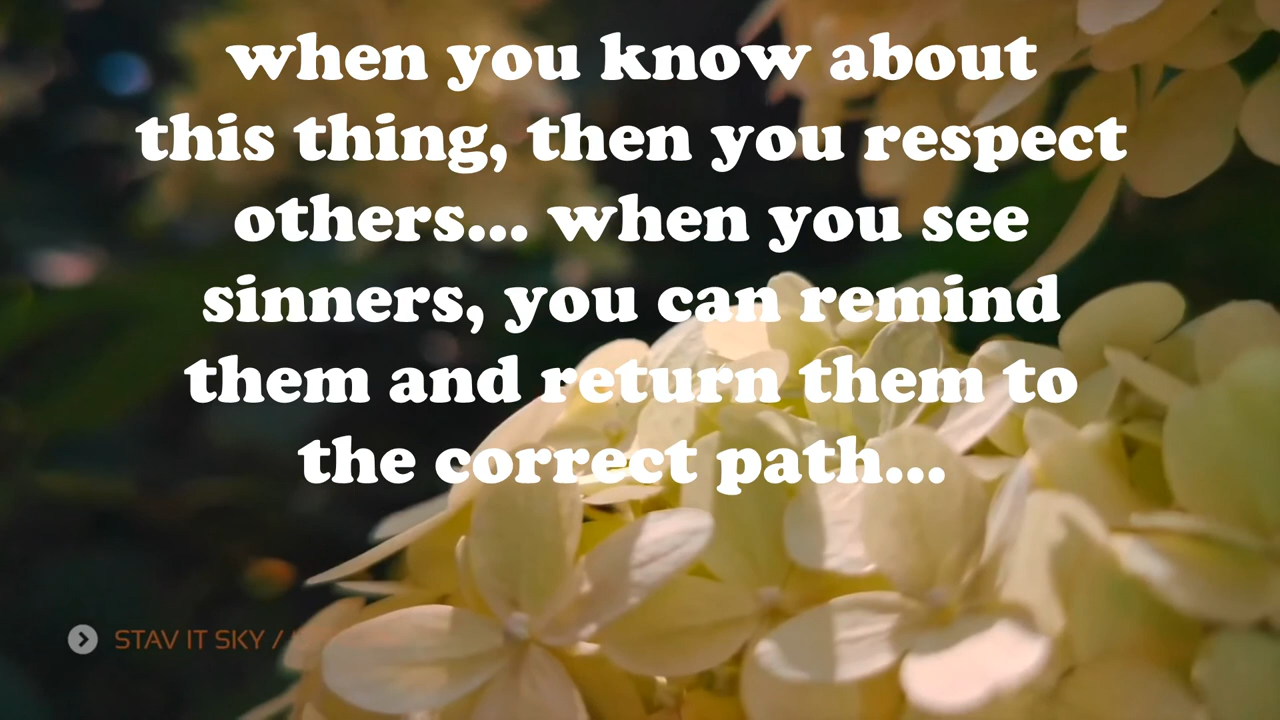 when you know about
this thing, then you respect
others... when you see
sinners, you can remind
them and return them to
the correct path...
STAV IT SKY /